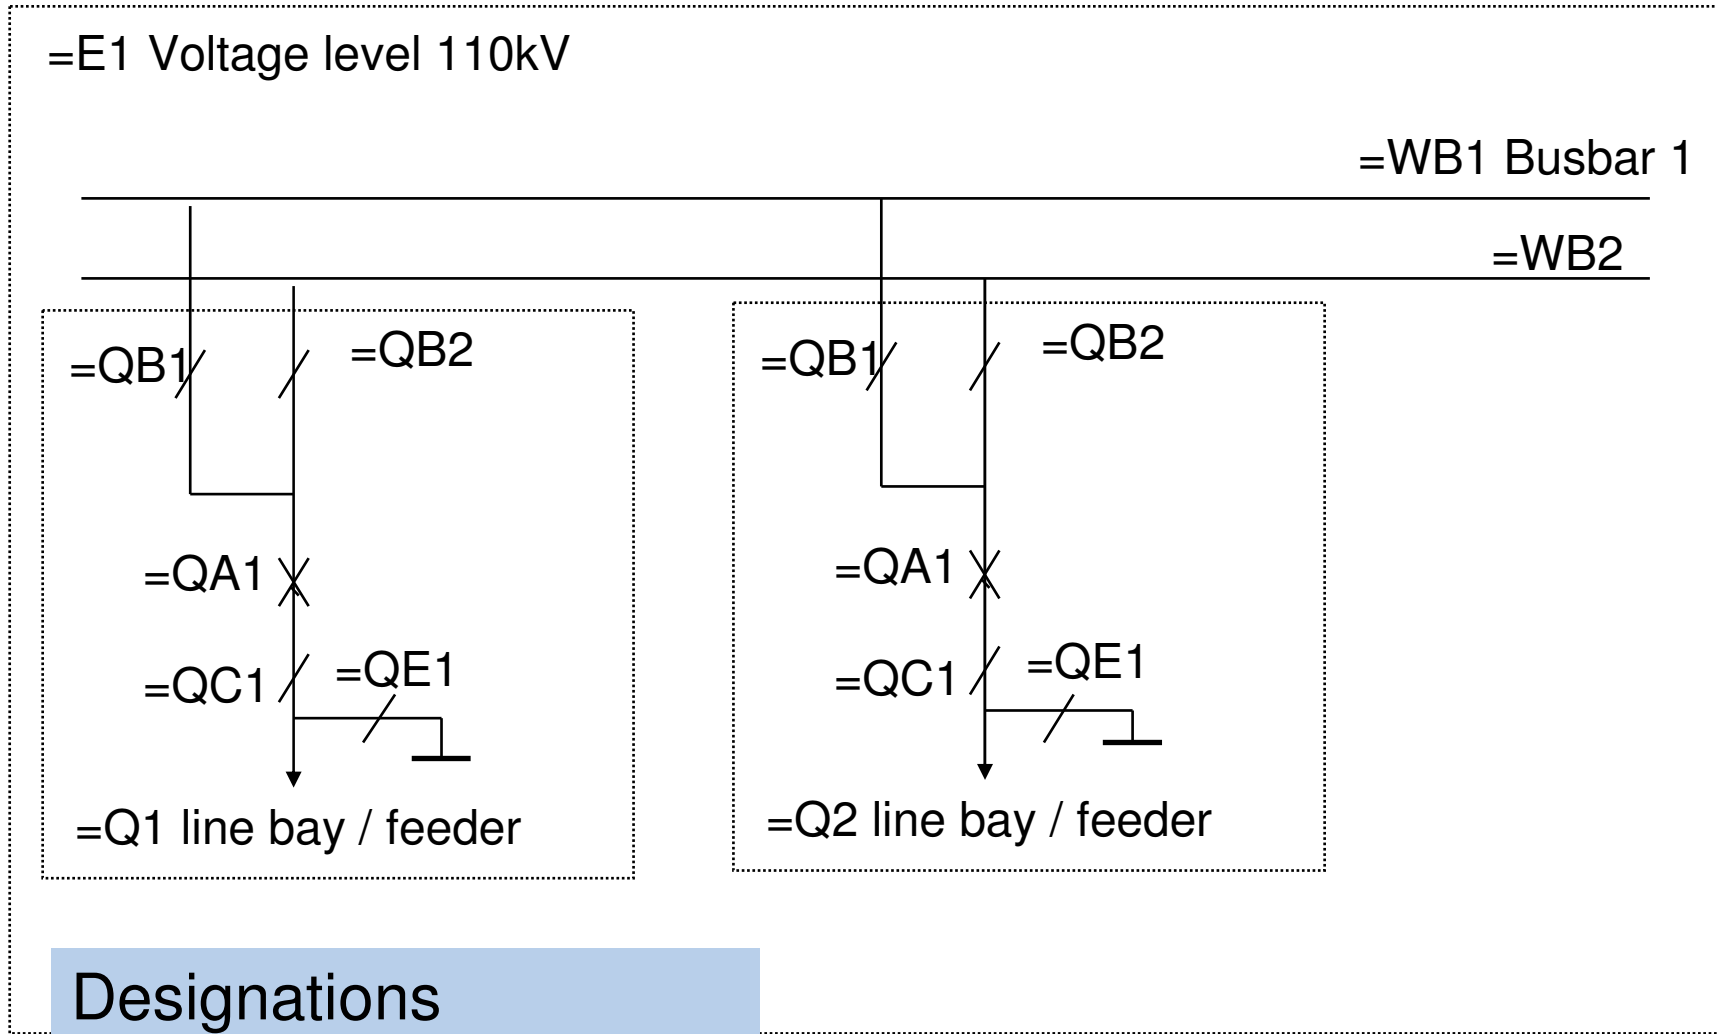 =E1 Voltage level 110kV
=WB1 Busbar 1
=WB2
=QB1
=QB2
=QA1
=QC1
=QE1
=Q1 line bay / feeder
=QB1
=QB2
=QA1
=QC1
=QE1
=Q2 line bay / feeder
Designations